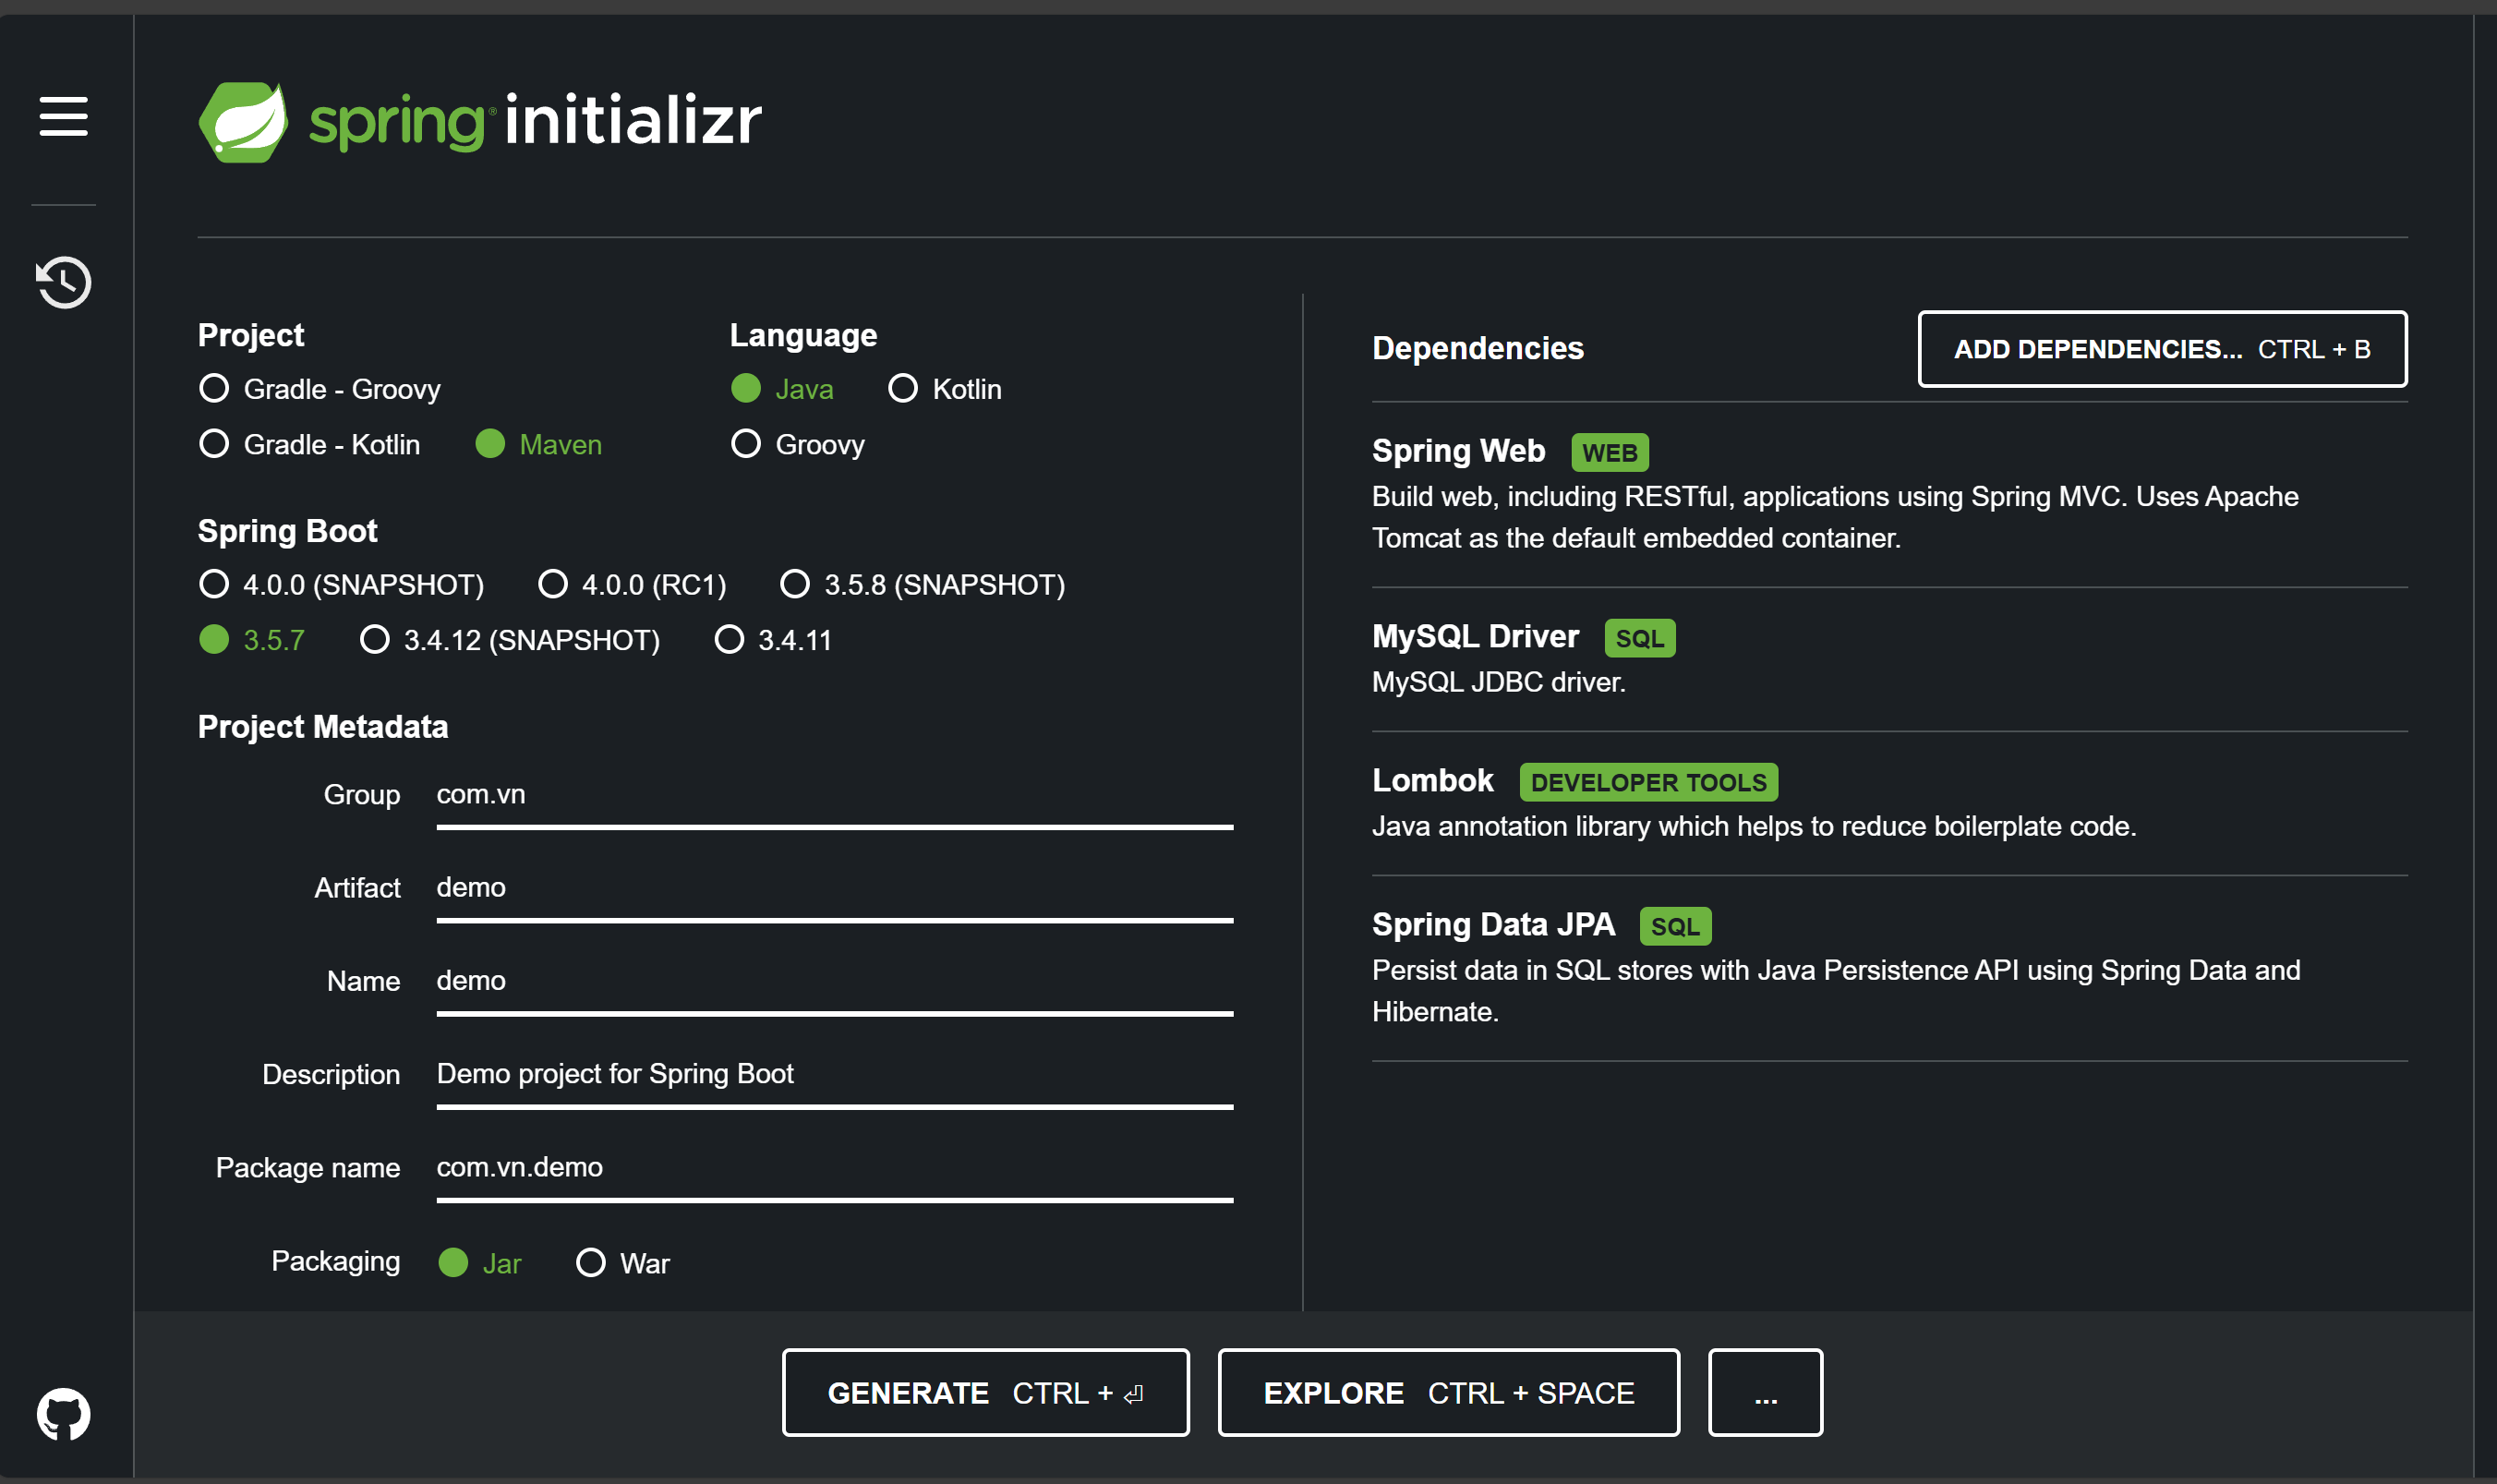 spring initializr
Project
Gradle - Groovy
Gradle - Kotlin Maven
Language
Java Kotlin
Groovy
Spring Boot
4.0.0 (SNAPSHOT) 4.0.0 (RC1) 3.5.8 (SNAPSHOT)
3.5.7 3.4.12 (SNAPSHOT) 3.4.11
Project Metadata
Group com.vn
Artifact demo
Name demo
Description Demo project for Spring Boot
Package name com.vn.demo
Packaging Jar War
Dependencies
ADD DEPENDENCIES... CTRL + B
Spring Web WEB
Build web, including RESTful, applications using Spring MVC. Uses Apache
Tomcat as the default embedded container.
MySQL Driver SQL
MySQL JDBC driver.
Lombok DEVELOPER TOOLS
Java annotation library which helps to reduce boilerplate code.
Spring Data JPA SQL
Persist data in SQL stores with Java Persistence API using Spring Data and
Hibernate.
GENERATE CTRL + ⏎
EXPLORE CTRL + SPACE
...